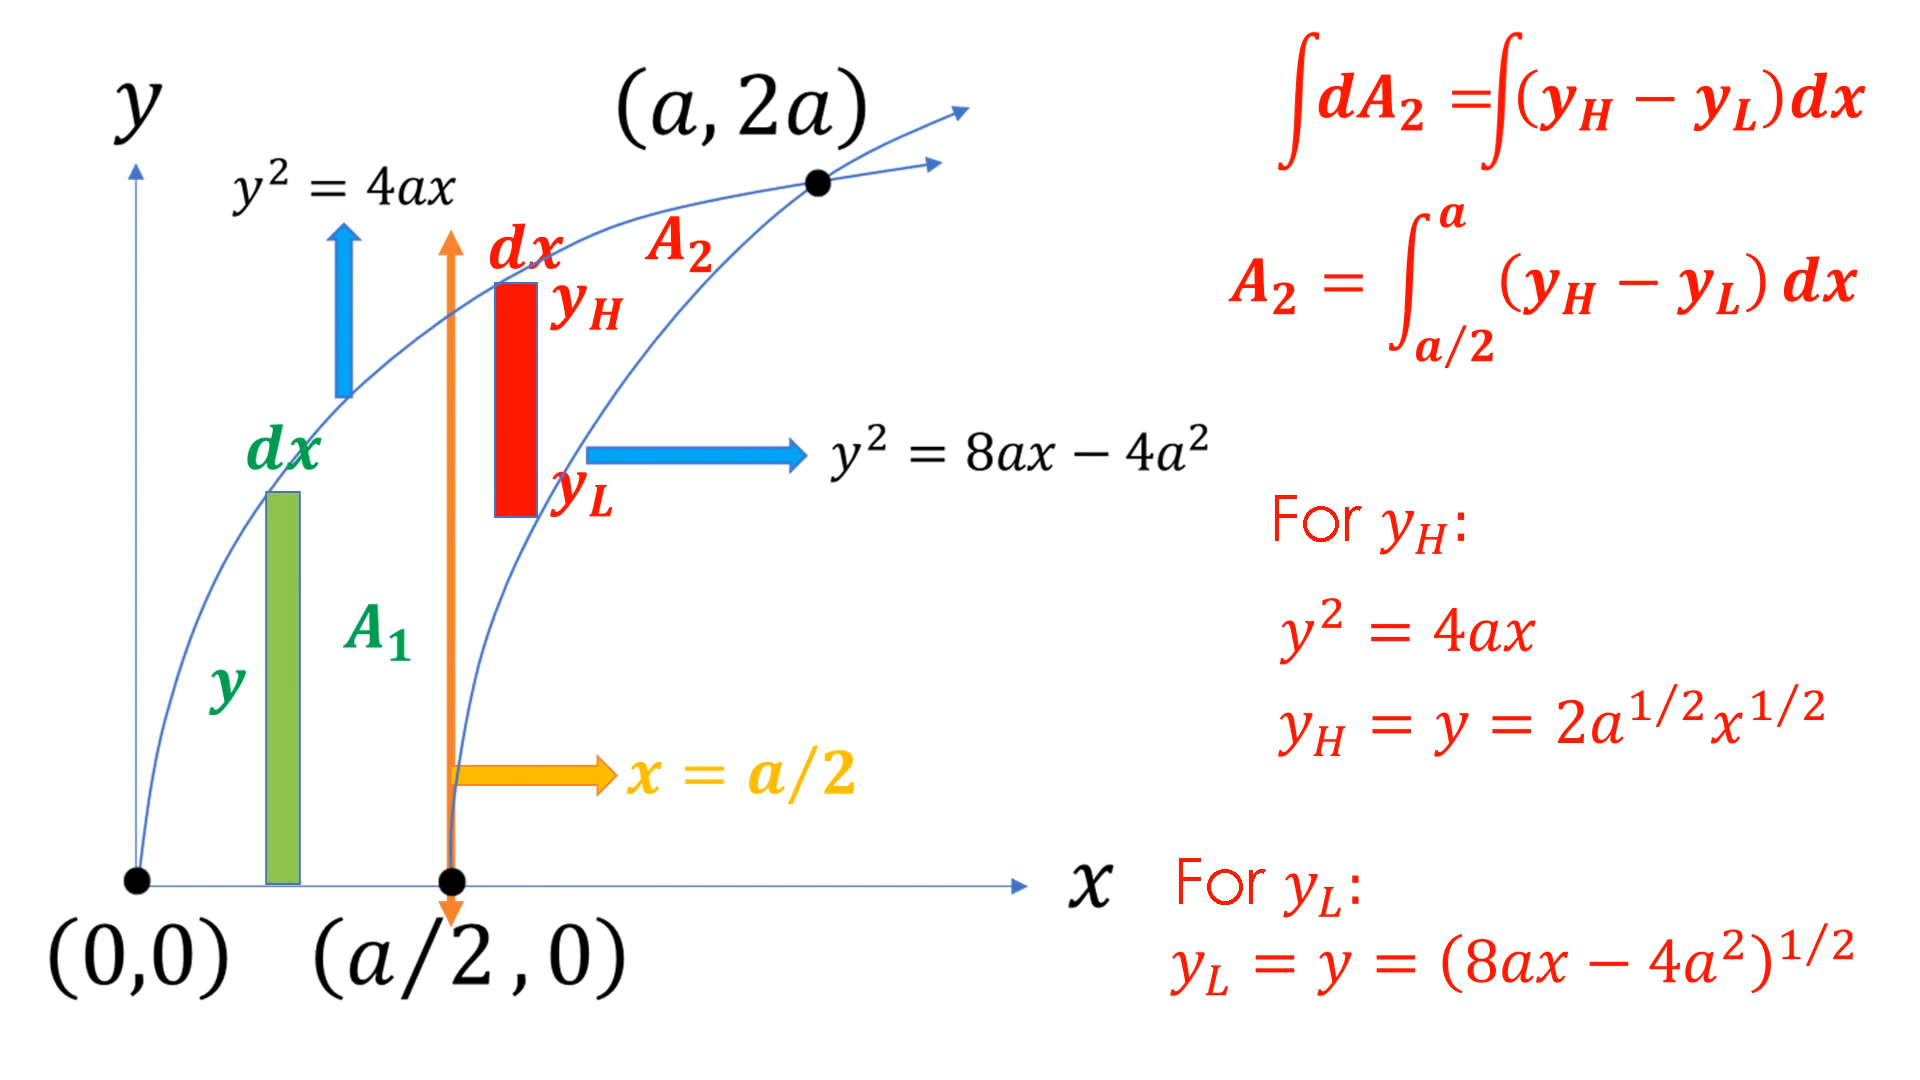 y
(a, 2a)
y² = 4ax
dx
y_H
A₂
dx
y_L
y² = 8ax − 4a²
A₁
y
x = a/2
x
(0,0)
(a/2 , 0)
∫dA₂ =∫(y_H − y_L)dx
A₂ = ∫_{a/2}^{a} (y_H − y_L) dx
For y_H:
y² = 4ax
y_H = y = 2a^{1/2}x^{1/2}
For y_L:
y_L = y = (8ax − 4a²)^{1/2}